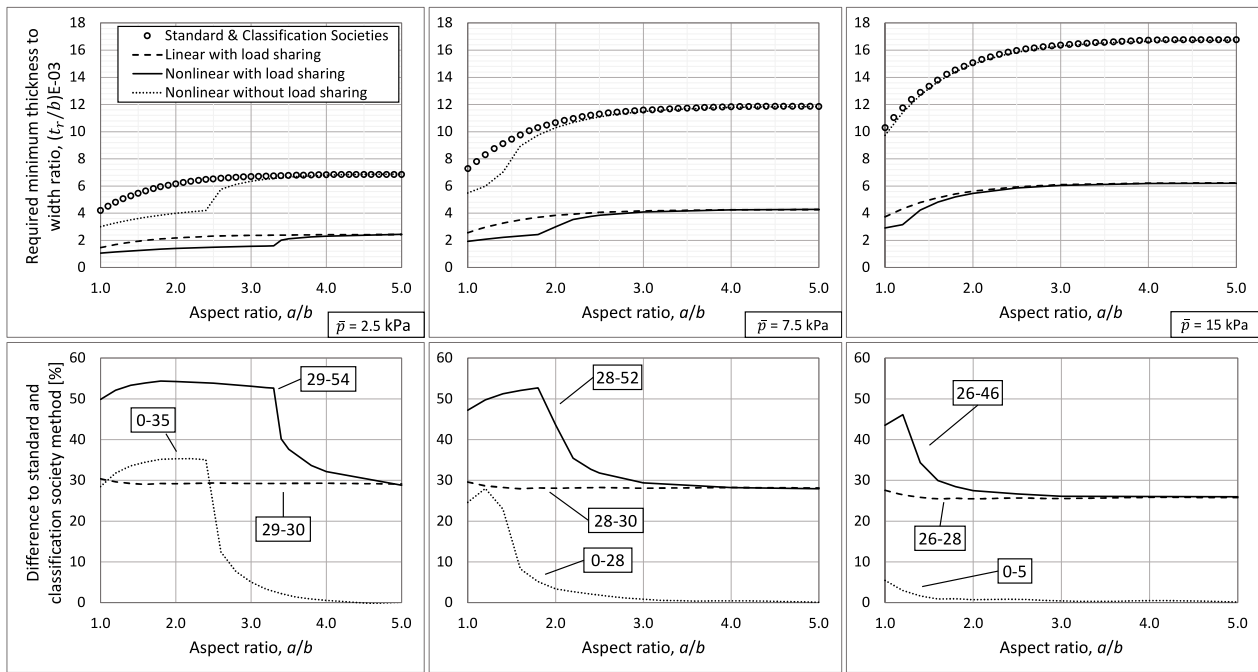 Required minimum thickness to
width ratio, (t_r/b)E-03
18
16
14
12
10
8
6
4
2
0
Standard & Classification Societies
Linear with load sharing
Nonlinear with load sharing
Nonlinear without load sharing
1.0 2.0 3.0 4.0 5.0
Aspect ratio, a/b
p̄ = 2.5 kPa
18
16
14
12
10
8
6
4
2
0
1.0 2.0 3.0 4.0 5.0
Aspect ratio, a/b
p̄ = 7.5 kPa
18
16
14
12
10
8
6
4
2
0
1.0 2.0 3.0 4.0 5.0
Aspect ratio, a/b
p̄ = 15 kPa
Difference to standard and
classification society method [%]
60
50
40
30
20
10
0
29-54
0-35
29-30
1.0 2.0 3.0 4.0 5.0
Aspect ratio, a/b
60
50
40
30
20
10
0
28-52
28-30
0-28
1.0 2.0 3.0 4.0 5.0
Aspect ratio, a/b
60
50
40
30
20
10
0
26-46
26-28
0-5
1.0 2.0 3.0 4.0 5.0
Aspect ratio, a/b